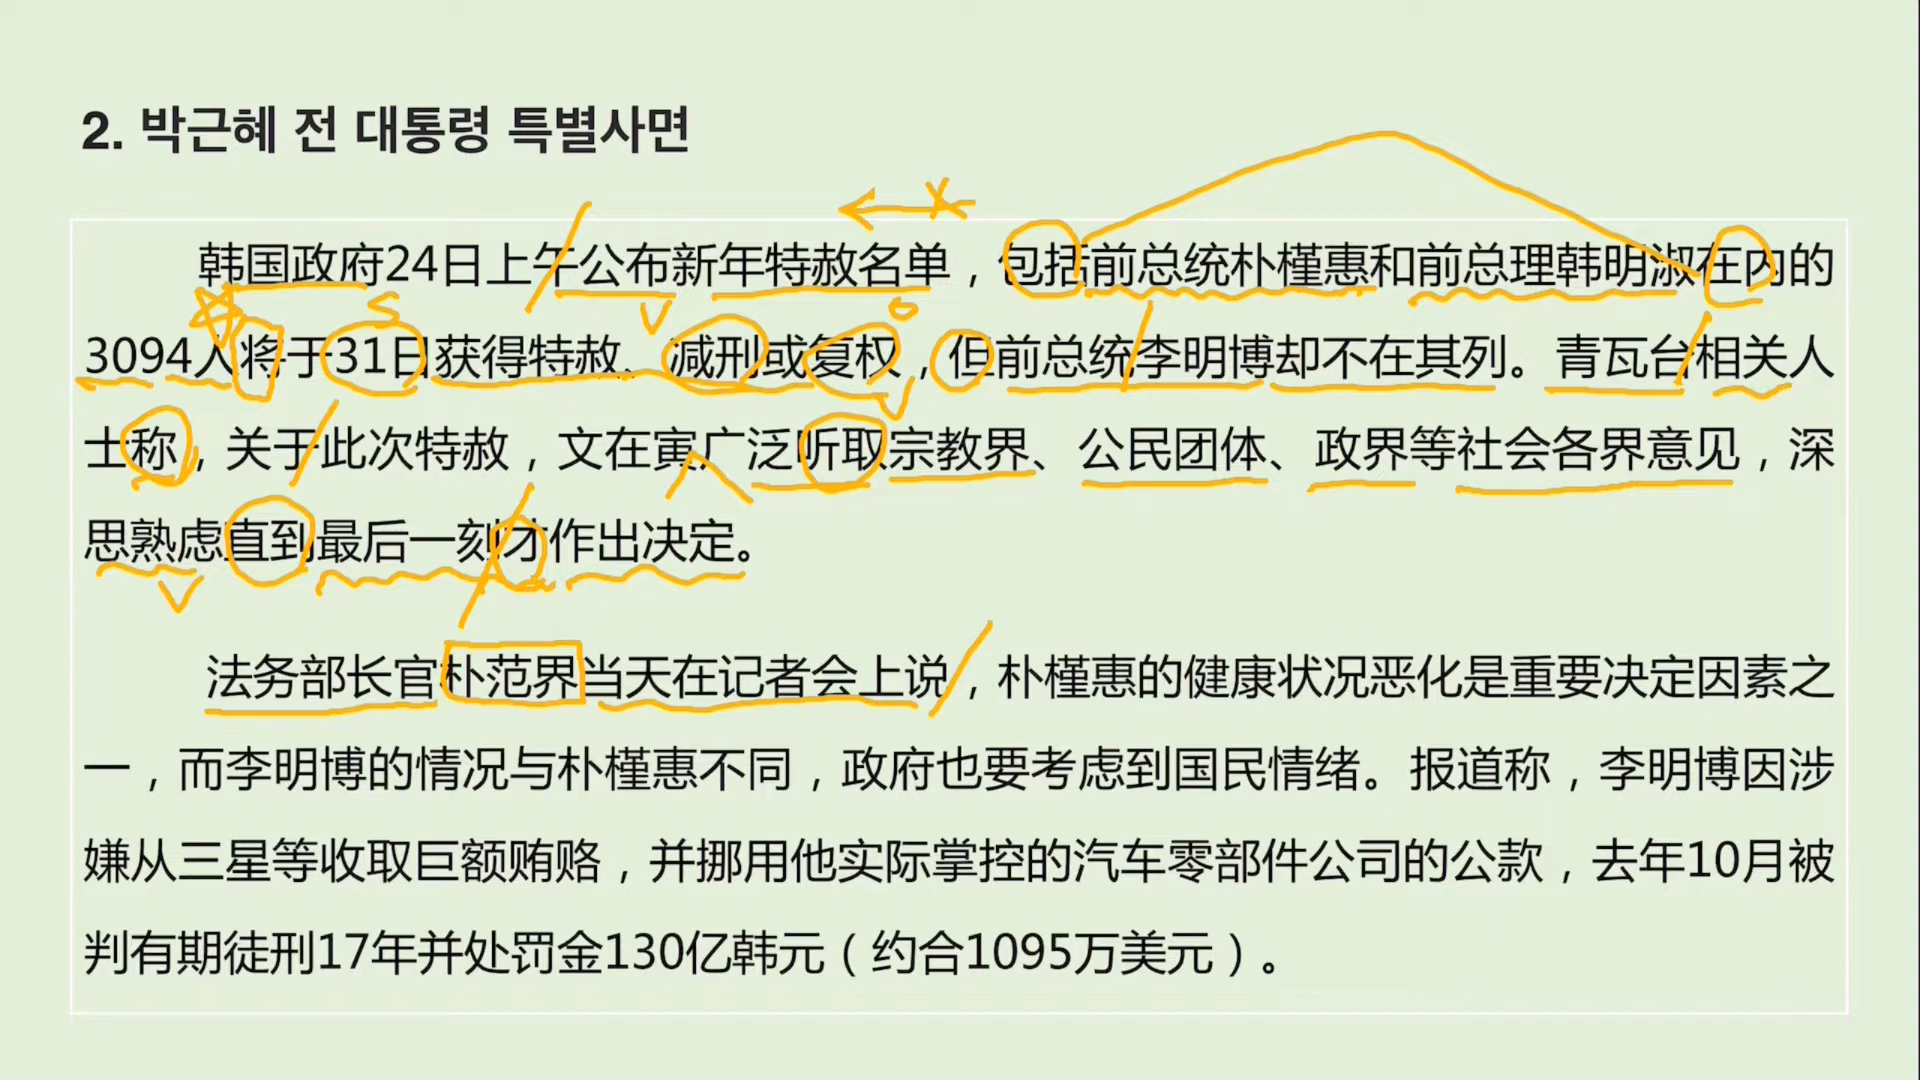 2. 박근혜 전 대통령 특별사면
韩国政府24日上午公布新年特赦名单，包括前总统朴槿惠和前总理韩明淑在内的
3094人将于31日获得特赦、减刑或复权，但前总统李明博却不在其列。青瓦台相关人
士称，关于此次特赦，文在寅广泛听取宗教界、公民团体、政界等社会各界意见，深
思熟虑直到最后一刻才作出决定。
法务部长官朴范界当天在记者会上说，朴槿惠的健康状况恶化是重要决定因素之
一，而李明博的情况与朴槿惠不同，政府也要考虑到国民情绪。报道称，李明博因涉
嫌从三星等收取巨额贿赂，并挪用他实际掌控的汽车零部件公司的公款，去年10月被
判有期徒刑17年并处罚金130亿韩元（约合1095万美元）。